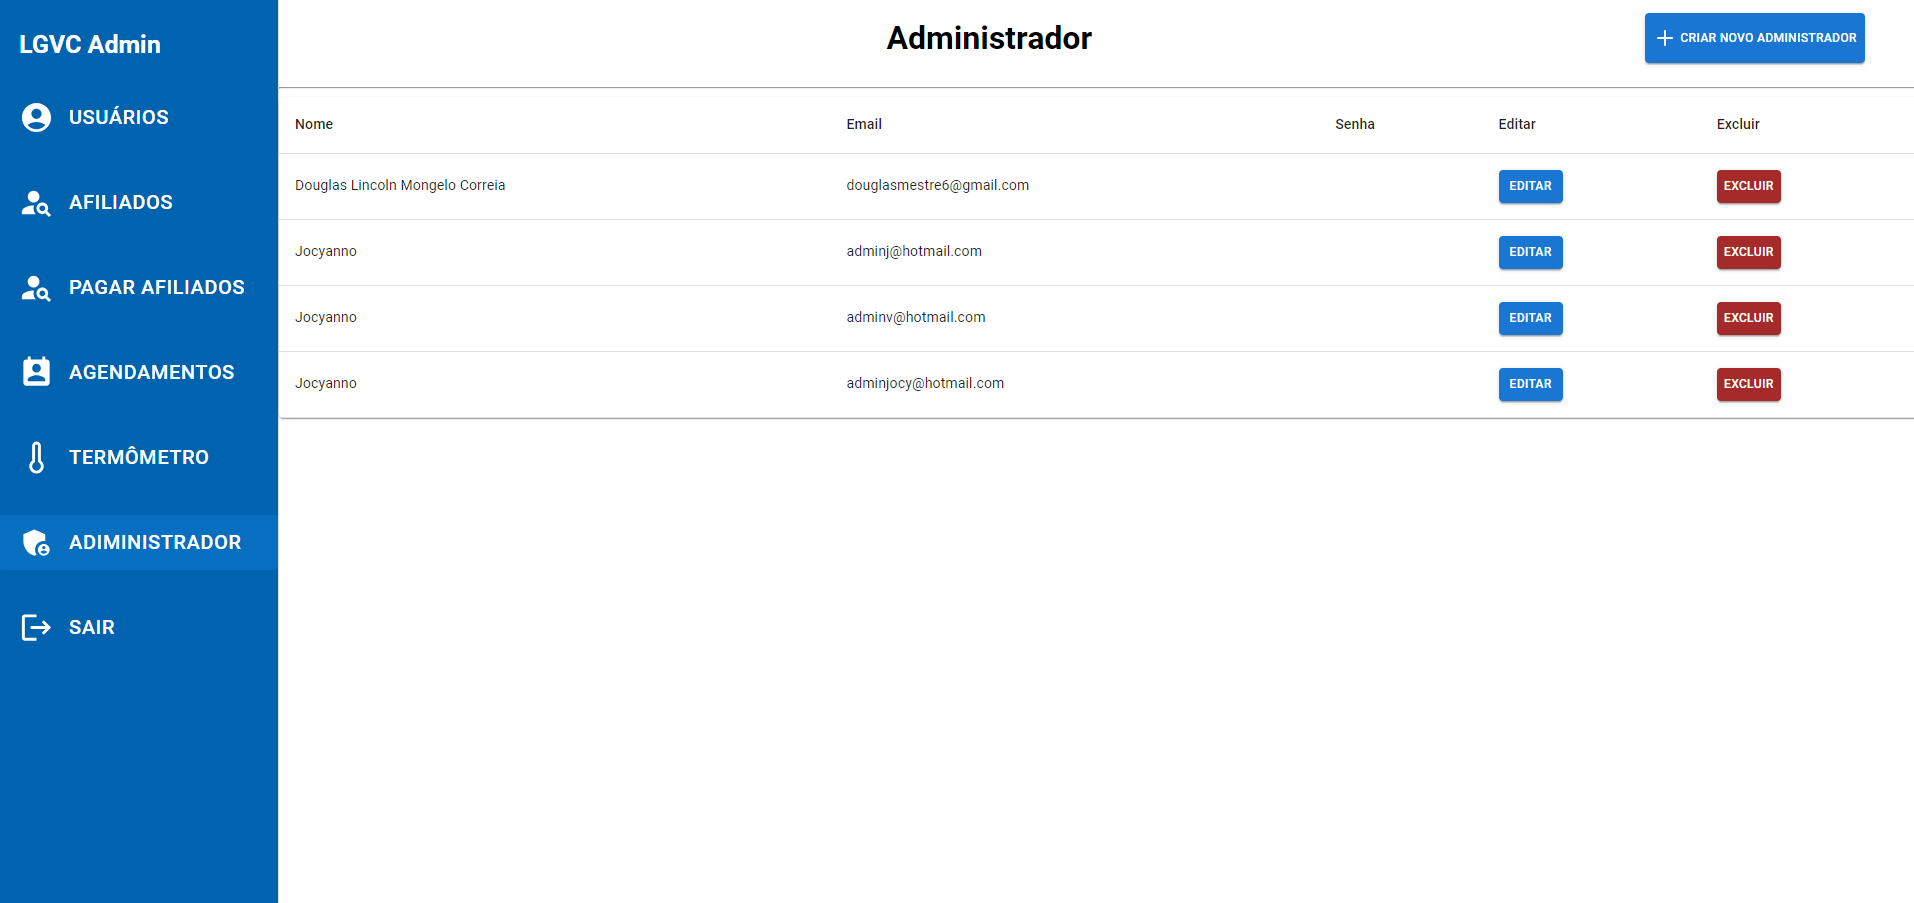 LGVC Admin
USUÁRIOS
AFILIADOS
PAGAR AFILIADOS
AGENDAMENTOS
TERMÔMETRO
ADIMINISTRADOR
SAIR
Administrador
CRIAR NOVO ADMINISTRADOR
Nome Email Senha Editar Excluir
Douglas Lincoln Mongelo Correia douglasmestre6@gmail.com EDITAR EXCLUIR
Jocyanno adminj@hotmail.com EDITAR EXCLUIR
Jocyanno adminv@hotmail.com EDITAR EXCLUIR
Jocyanno adminjocy@hotmail.com EDITAR EXCLUIR